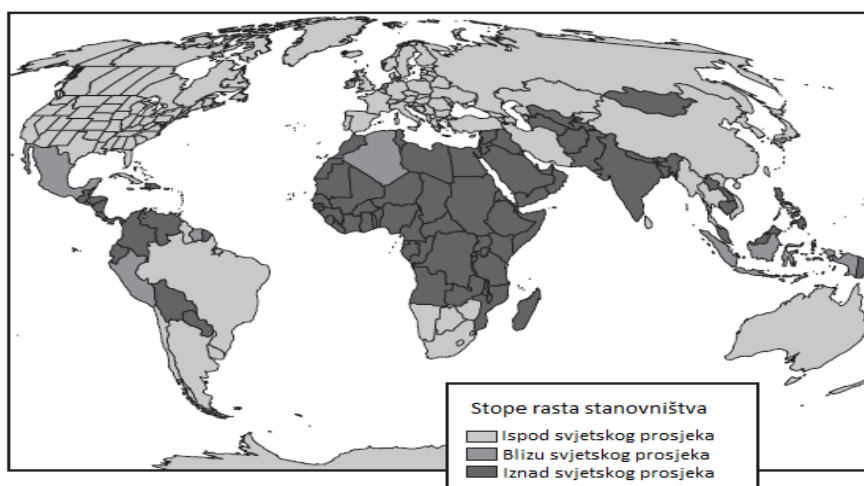 Stope rasta stanovništva
Ispod svjetskog prosjeka
Blizu svjetskog prosjeka
Iznad svjetskog prosjeka